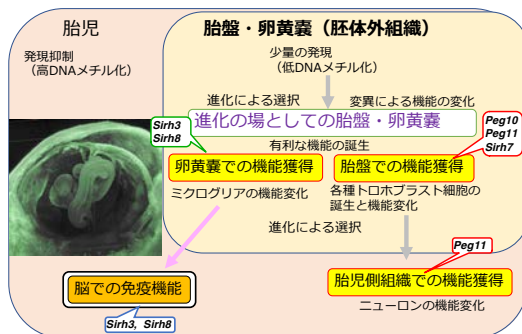 胎児
発現抑制
（高DNAメチル化）
胎盤・卵黄嚢（胚体外組織）
少量の発現
（低DNAメチル化）
進化による選択
変異による機能の変化
進化の場としての胎盤・卵黄嚢
有利な機能の誕生
Sirh3
Sirh8
卵黄嚢での機能獲得
ミクログリアの機能変化
Peg10
Peg11
Sirh7
胎盤での機能獲得
各種トロホブラスト細胞の
誕生と機能変化
進化による選択
Peg11
胎児側組織での機能獲得
ニューロンの機能変化
脳での免疫機能
Sirh3, Sirh8